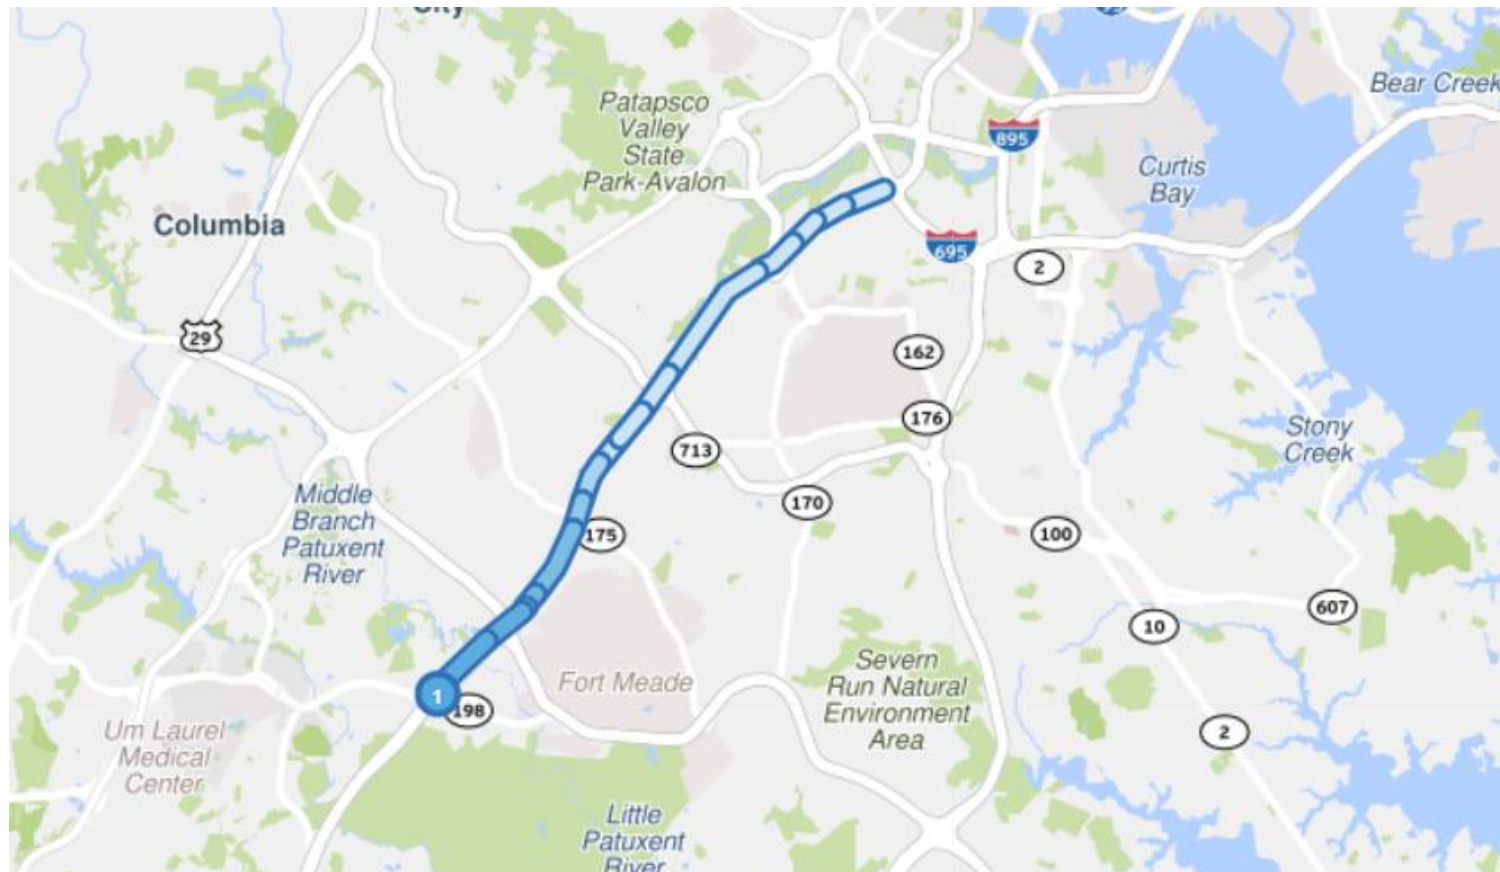 City
Bear Creek
Patapsco
Valley
State
Park-Avalon
895
Curtis
Bay
Columbia
695
2
29
162
176
Stony
Creek
713
170
Middle
Branch
Patuxent
River
175
100
607
10
Severn
Run Natural
Environment
Area
Fort Meade
1
198
Um Laurel
Medical
Center
2
Little
Patuxent
River